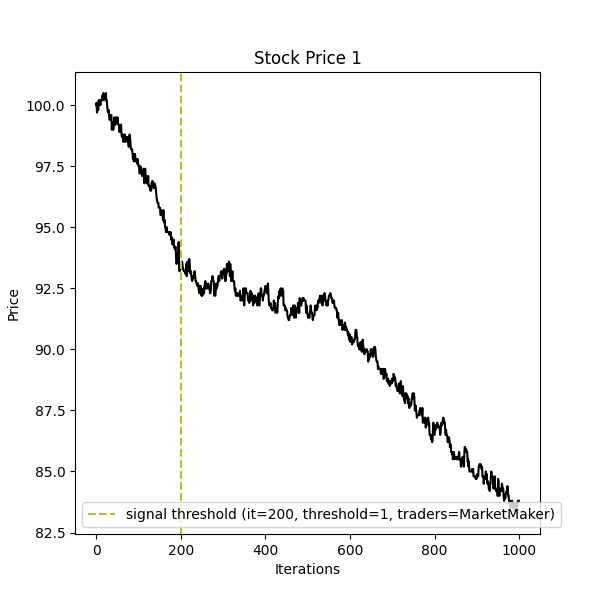 Stock Price 1
100.0
97.5
95.0
92.5
90.0
87.5
85.0
82.5
Price
signal threshold (it=200, threshold=1, traders=MarketMaker)
0 200 400 600 800 1000
Iterations